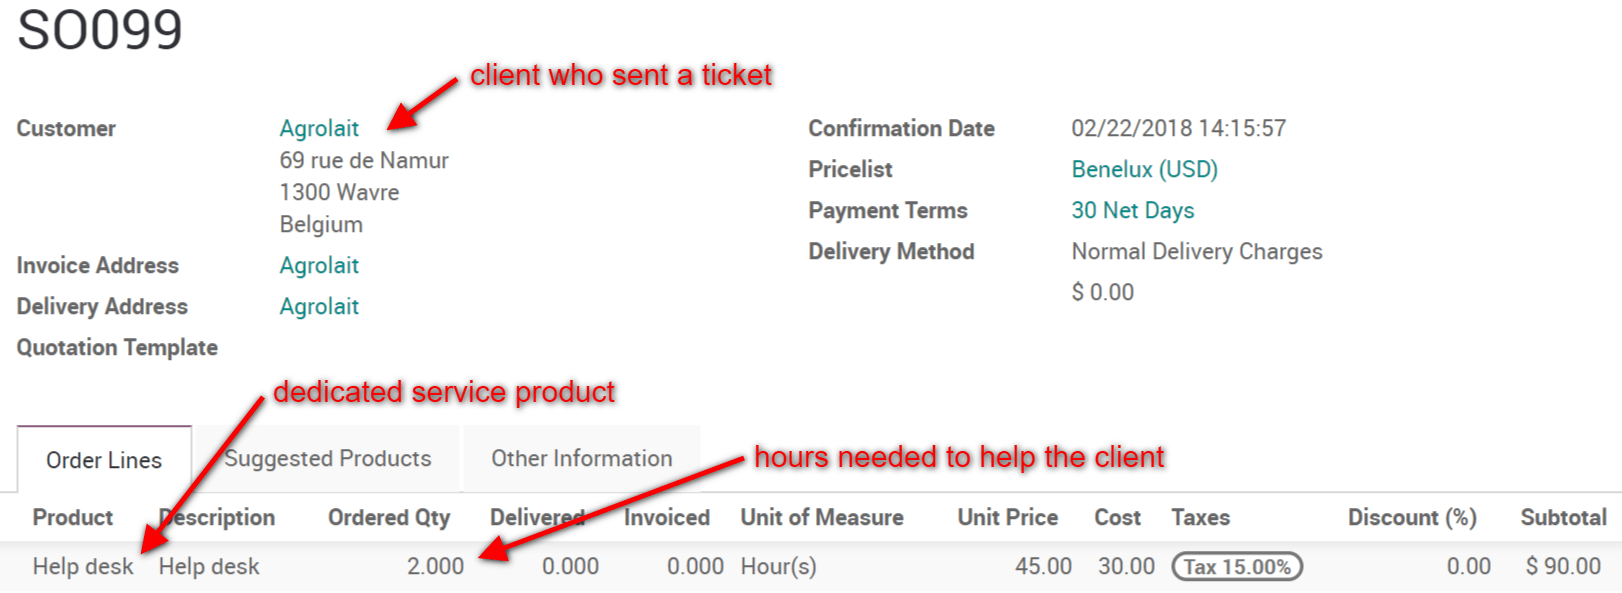 SO099
client who sent a ticket
Customer Agrolait
69 rue de Namur
1300 Wavre
Belgium
Invoice Address Agrolait
Delivery Address Agrolait
Quotation Template
Confirmation Date 02/22/2018 14:15:57
Pricelist Benelux (USD)
Payment Terms 30 Net Days
Delivery Method Normal Delivery Charges
$ 0.00
dedicated service product
hours needed to help the client
Order Lines Suggested Products Other Information
Product Description Ordered Qty Delivered Invoiced Unit of Measure Unit Price Cost Taxes Discount (%) Subtotal
Help desk Help desk 2.000 0.000 0.000 Hour(s) 45.00 30.00 Tax 15.00% 0.00 $ 90.00